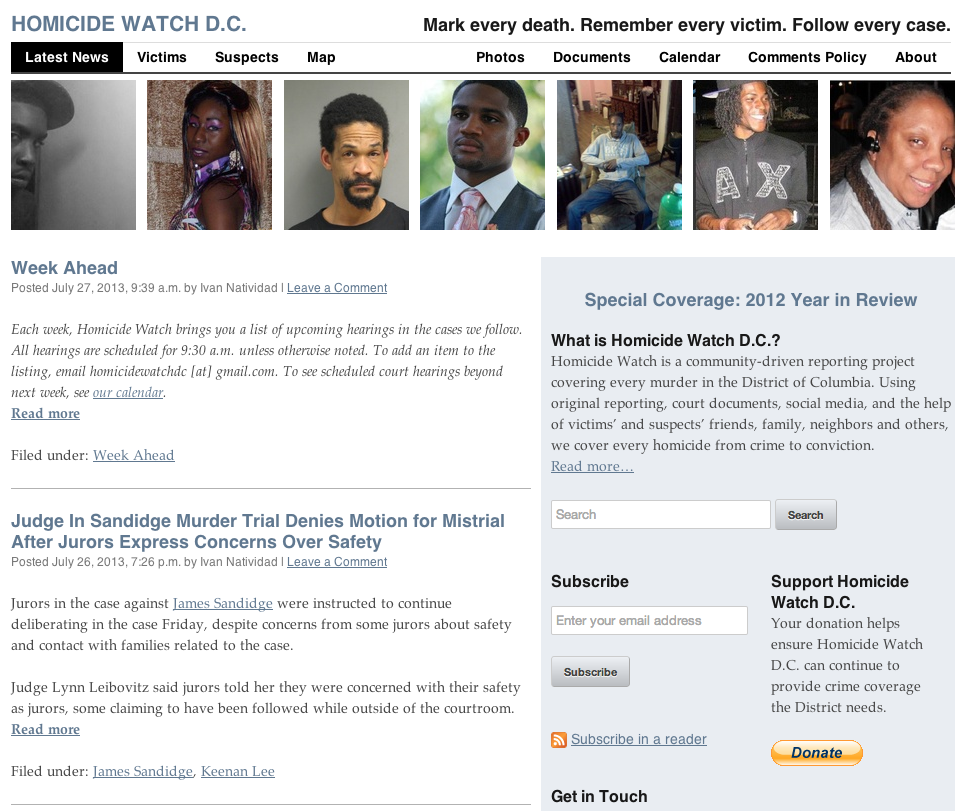 HOMICIDE WATCH D.C.
Mark every death. Remember every victim. Follow every case.
Latest News Victims Suspects Map Photos Documents Calendar Comments Policy About
A X
Week Ahead
Posted July 27, 2013, 9:39 a.m. by Ivan Natividad | Leave a Comment
Each week, Homicide Watch brings you a list of upcoming hearings in the cases we follow.
All hearings are scheduled for 9:30 a.m. unless otherwise noted. To add an item to the
listing, email homicidewatchdc [at] gmail.com. To see scheduled court hearings beyond
next week, see our calendar.
Read more
Filed under: Week Ahead
Judge In Sandidge Murder Trial Denies Motion for Mistrial
After Jurors Express Concerns Over Safety
Posted July 26, 2013, 7:26 p.m. by Ivan Natividad | Leave a Comment
Jurors in the case against James Sandidge were instructed to continue
deliberating in the case Friday, despite concerns from some jurors about safety
and contact with families related to the case.
Judge Lynn Leibovitz said jurors told her they were concerned with their safety
as jurors, some claiming to have been followed while outside of the courtroom.
Read more
Filed under: James Sandidge, Keenan Lee
Special Coverage: 2012 Year in Review
What is Homicide Watch D.C.?
Homicide Watch is a community-driven reporting project
covering every murder in the District of Columbia. Using
original reporting, court documents, social media, and the help
of victims’ and suspects’ friends, family, neighbors and others,
we cover every homicide from crime to conviction.
Read more…
Search Search
Subscribe
Enter your email address
Subscribe
Subscribe in a reader
Support Homicide
Watch D.C.
Your donation helps
ensure Homicide Watch
D.C. can continue to
provide crime coverage
the District needs.
Donate
Get in Touch